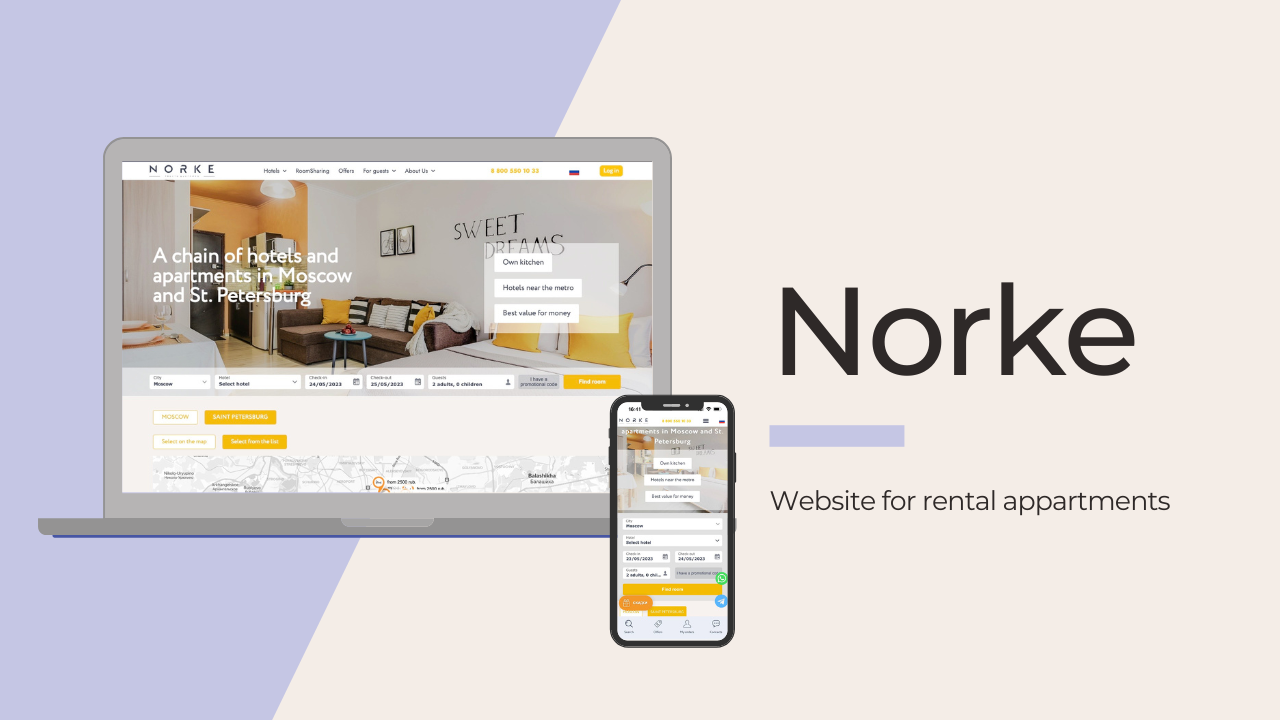 NORKE
Hotels RoomSharing Offers For guests About Us 8 800 550 10 33 Log in
SWEET
DREAMS
A chain of hotels and
apartments in Moscow
and St. Petersburg
Own kitchen
Hotels near the metro
Best value for money
City Hotel Check-in Check-out Guests I have a
Moscow Select hotel 24/05/2023 25/05/2023 2 adults, 0 children promotional code Find room
MOSCOW SAINT PETERSBURG
Select on the map Select from the list
from 2500 rub.
Balashikha
Балашиха
Norke
Website for rental appartments
16:41
NORKE
apartments in Moscow and St.
Petersburg
Own kitchen
Hotels near the metro
Best value for money
City
Moscow
Hotel
Select hotel
Check-in Check-out
23/05/2023 24/05/2023
Guests
2 adults, 0 chil... I have a promotional code
Find room
Search Offers My orders Contacts